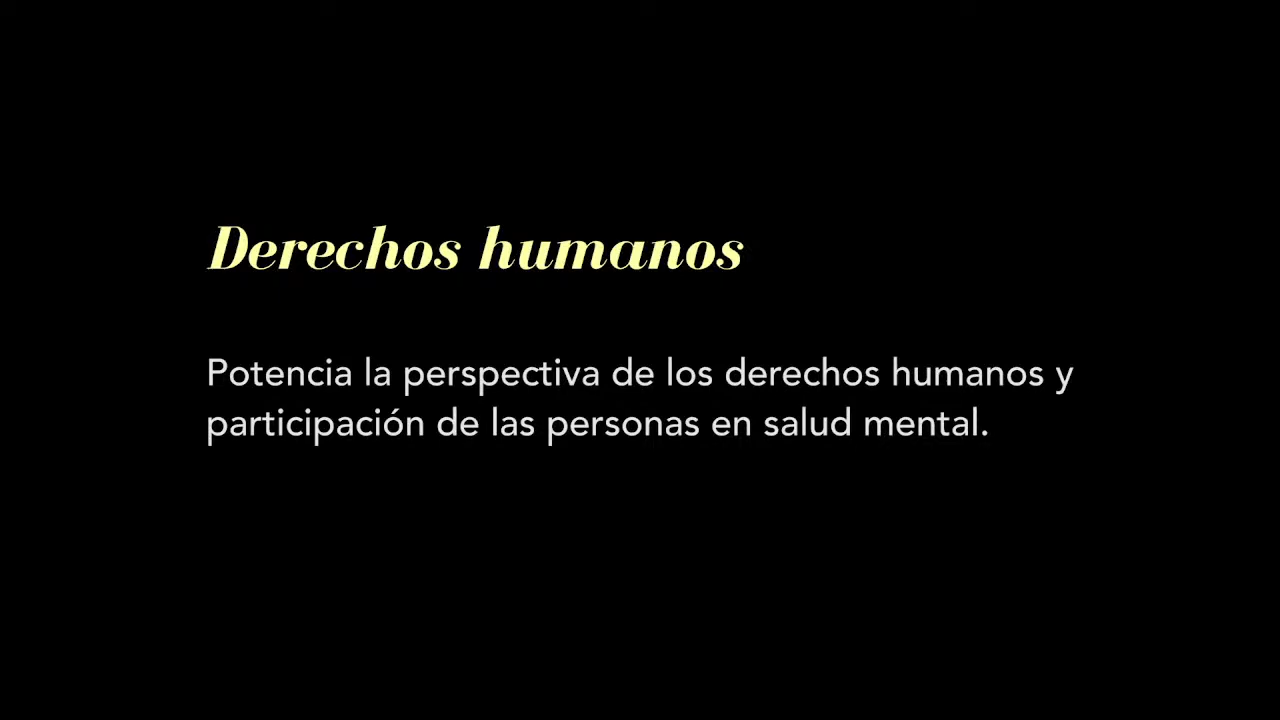 Derechos humanos
Potencia la perspectiva de los derechos humanos y
participación de las personas en salud mental.